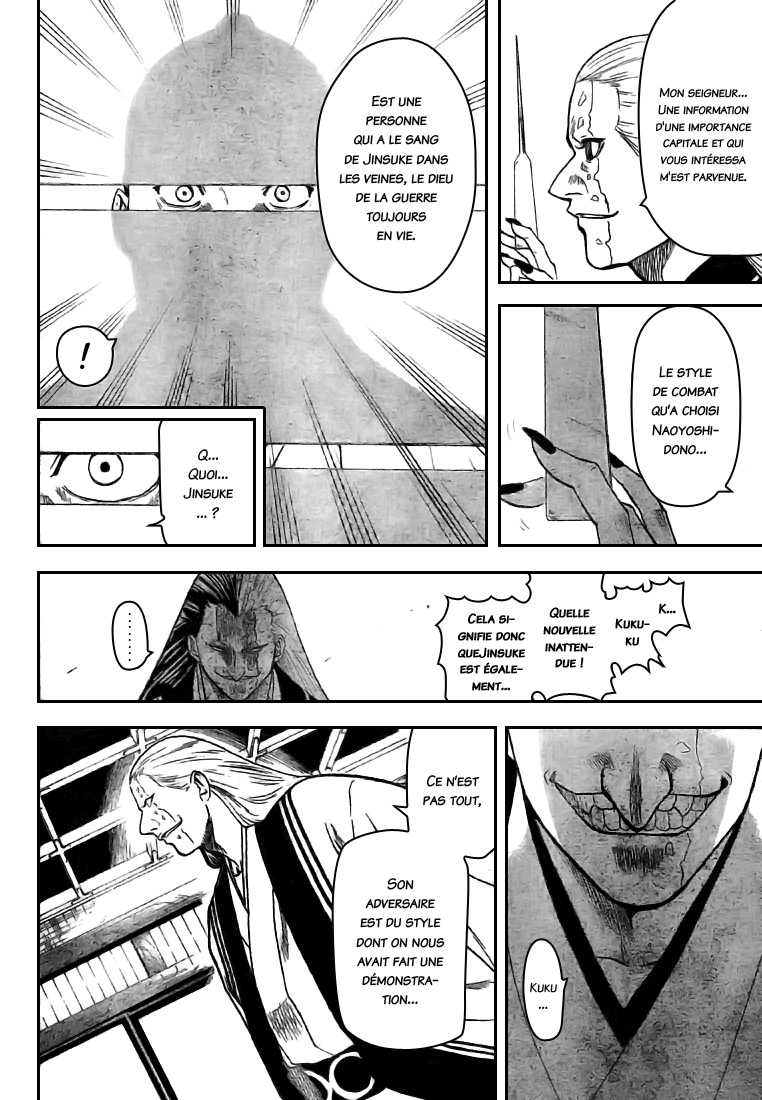 MON SEIGNEUR...
UNE INFORMATION
D'UNE IMPORTANCE
CAPITALE ET QUI
VOUS INTÉRESSA
M'EST PARVENUE.
LE STYLE
DE COMBAT
QU'A CHOISI
NAOYOSHI-
DONO...
EST UNE
PERSONNE
QUI A LE SANG
DE JINSUKE DANS
LES VEINES, LE DIEU
DE LA GUERRE
TOUJOURS
EN VIE.
!
Q...
QUOI...
JINSUKE
... ?
K...
KUKU-
KU
QUELLE
NOUVELLE
INATTEN-
DUE !
CELA SI-
GNIFIE DONC
QUEJINSUKE
EST ÉGALE-
MENT...
......
KUKU
...
CE N'EST
PAS TOUT,
SON
ADVERSAIRE
EST DU STYLE
DONT ON NOUS
AVAIT FAIT UNE
DÉMONSTRA-
TION...